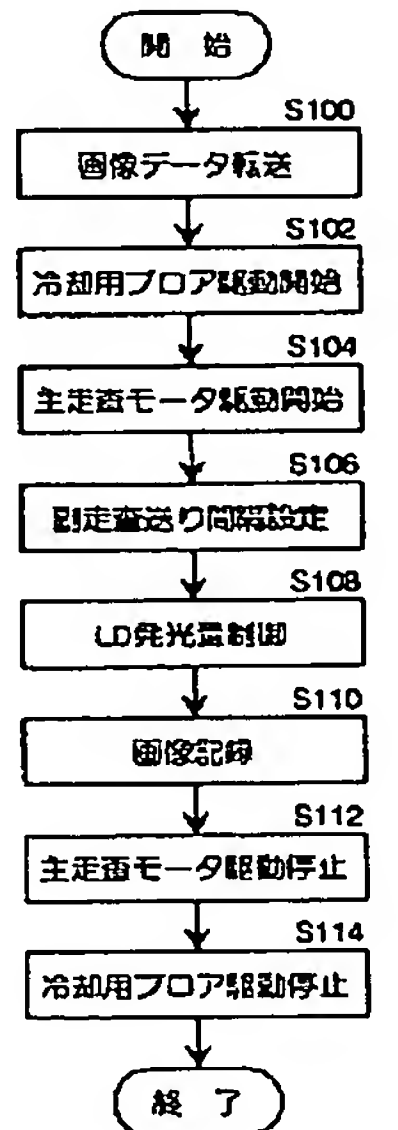 開 始
S100
画像データ転送
S102
冷却用ブロア駆動開始
S104
主走査モータ駆動開始
S106
副走査送り間隔設定
S108
LD発光量制御
S110
画像記録
S112
主走査モータ駆動停止
S114
冷却用ブロア駆動停止
終 了